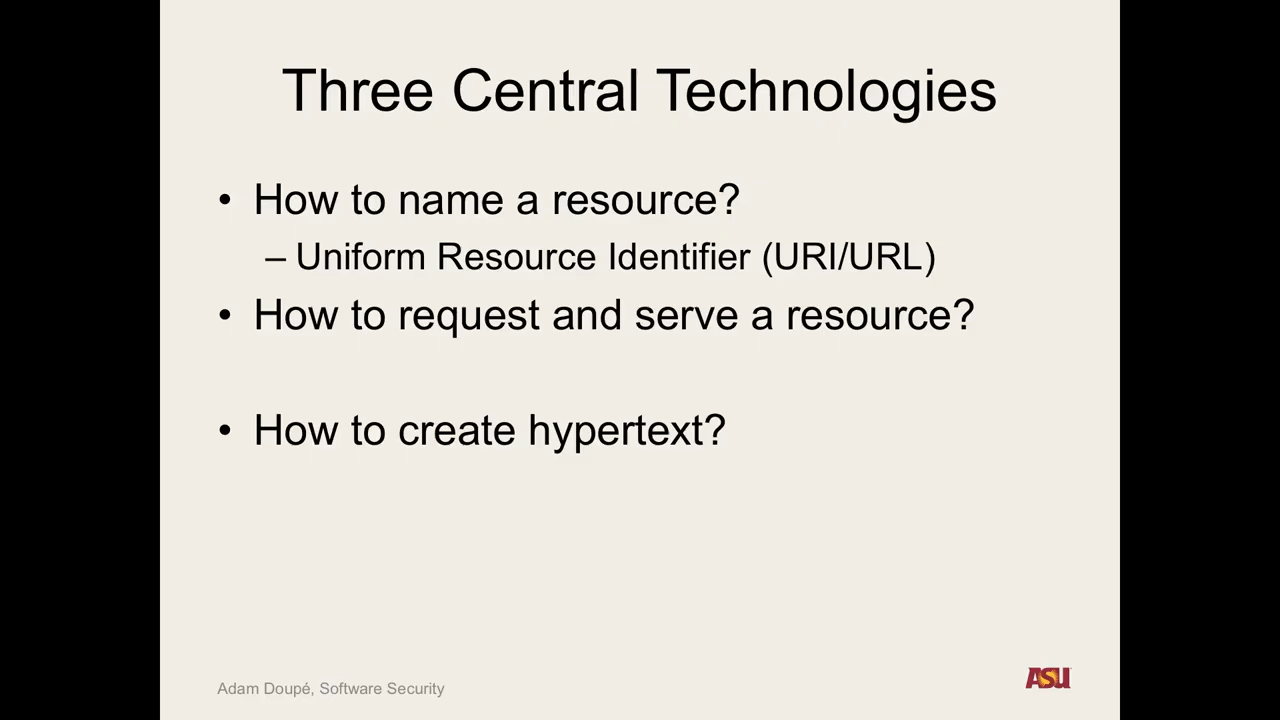 Three Central Technologies
• How to name a resource?
– Uniform Resource Identifier (URI/URL)
• How to request and serve a resource?
• How to create hypertext?
Adam Doupé, Software Security
ASU